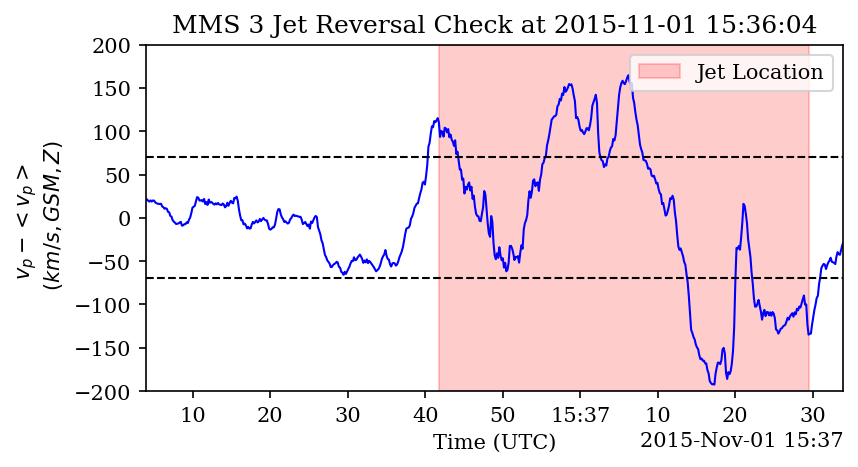 MMS 3 Jet Reversal Check at 2015-11-01 15:36:04
v_p − <v_p>
(km/s, GSM, Z)
200
150
100
50
0
−50
−100
−150
−200
Jet Location
10 20 30 40 50 15:37 10 20 30
Time (UTC)
2015-Nov-01 15:37